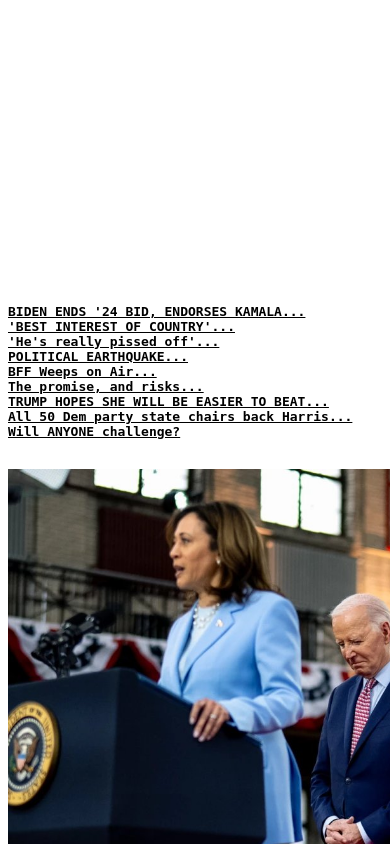 BIDEN ENDS '24 BID, ENDORSES KAMALA...
'BEST INTEREST OF COUNTRY'...
'He's really pissed off'...
POLITICAL EARTHQUAKE...
BFF Weeps on Air...
The promise, and risks...
TRUMP HOPES SHE WILL BE EASIER TO BEAT...
All 50 Dem party state chairs back Harris...
Will ANYONE challenge?